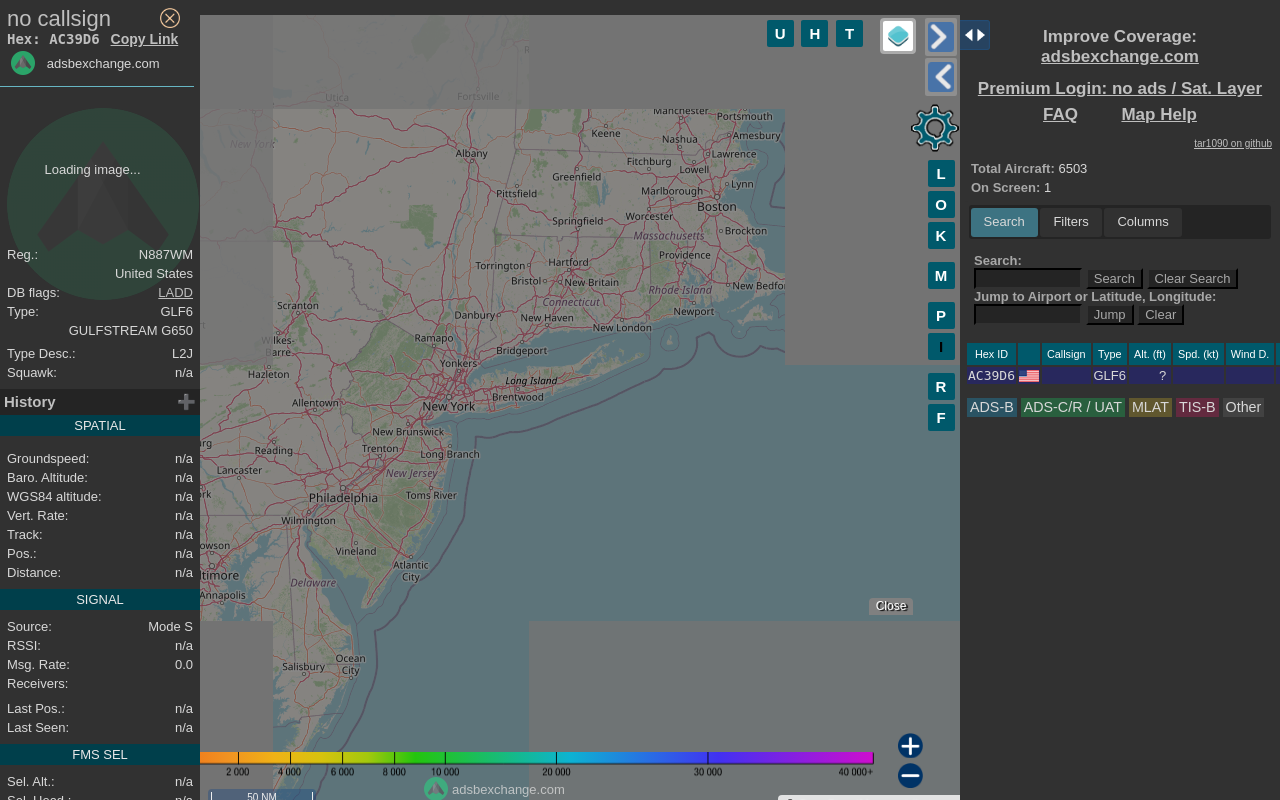 no callsign
Hex: AC39D6 Copy Link
adsbexchange.com
Loading image...
Reg.: N887WM
United States
DB flags: LADD
Type: GLF6
GULFSTREAM G650
Type Desc.: L2J
Squawk: n/a
History
SPATIAL
Groundspeed: n/a
Baro. Altitude: n/a
WGS84 altitude: n/a
Vert. Rate: n/a
Track: n/a
Pos.: n/a
Distance: n/a
SIGNAL
Source: Mode S
RSSI: n/a
Msg. Rate: 0.0
Receivers:
Last Pos.: n/a
Last Seen: n/a
FMS SEL
Sel. Alt.: n/a
Sel. Head.: n/a
U H T
L
O
K
M
P
I
R
F
Utica
Fortsville
New York
Manchester
Portsmouth
Keene
Nashua
Amesbury
Albany
Fitchburg
Lawrence
Lowell
Greenfield
Pittsfield
Marlborough
Lynn
Boston
Springfield
Worcester
Massachusetts
Brockton
Torrington
Hartford
Providence
Bristol
New Britain
Rhode Island
New Bedfo
Scranton
Connecticut
Danbury
New Haven
Newport
New London
Wilkes-
Barre
Ramapo
Bridgeport
Yonkers
Hazleton
Long Island
Brentwood
Allentown
New York
New Brunswick
Reading
Trenton
Long Branch
Lancaster
New Jersey
Philadelphia
Toms River
Wilmington
Vineland
Atlantic
City
Delaware
Annapolis
Ocean
City
Salisbury
Close
2 000 4 000 6 000 8 000 10 000 20 000 30 000 40 000+
adsbexchange.com
50 NM
Improve Coverage:
adsbexchange.com
Premium Login: no ads / Sat. Layer
FAQ Map Help
tar1090 on github
Total Aircraft: 6503
On Screen: 1
Search Filters Columns
Search:
Search Clear Search
Jump to Airport or Latitude, Longitude:
Jump Clear
Hex ID Callsign Type Alt. (ft) Spd. (kt) Wind D.
AC39D6 GLF6 ?
ADS-B ADS-C/R / UAT MLAT TIS-B Other